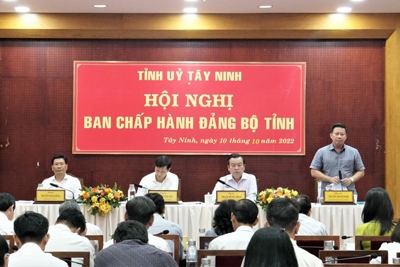 TỈNH UỶ TÂY NINH
HỘI NGHỊ
BAN CHẤP HÀNH ĐẢNG BỘ TỈNH
Tây Ninh, ngày 10 tháng 10 năm 2022